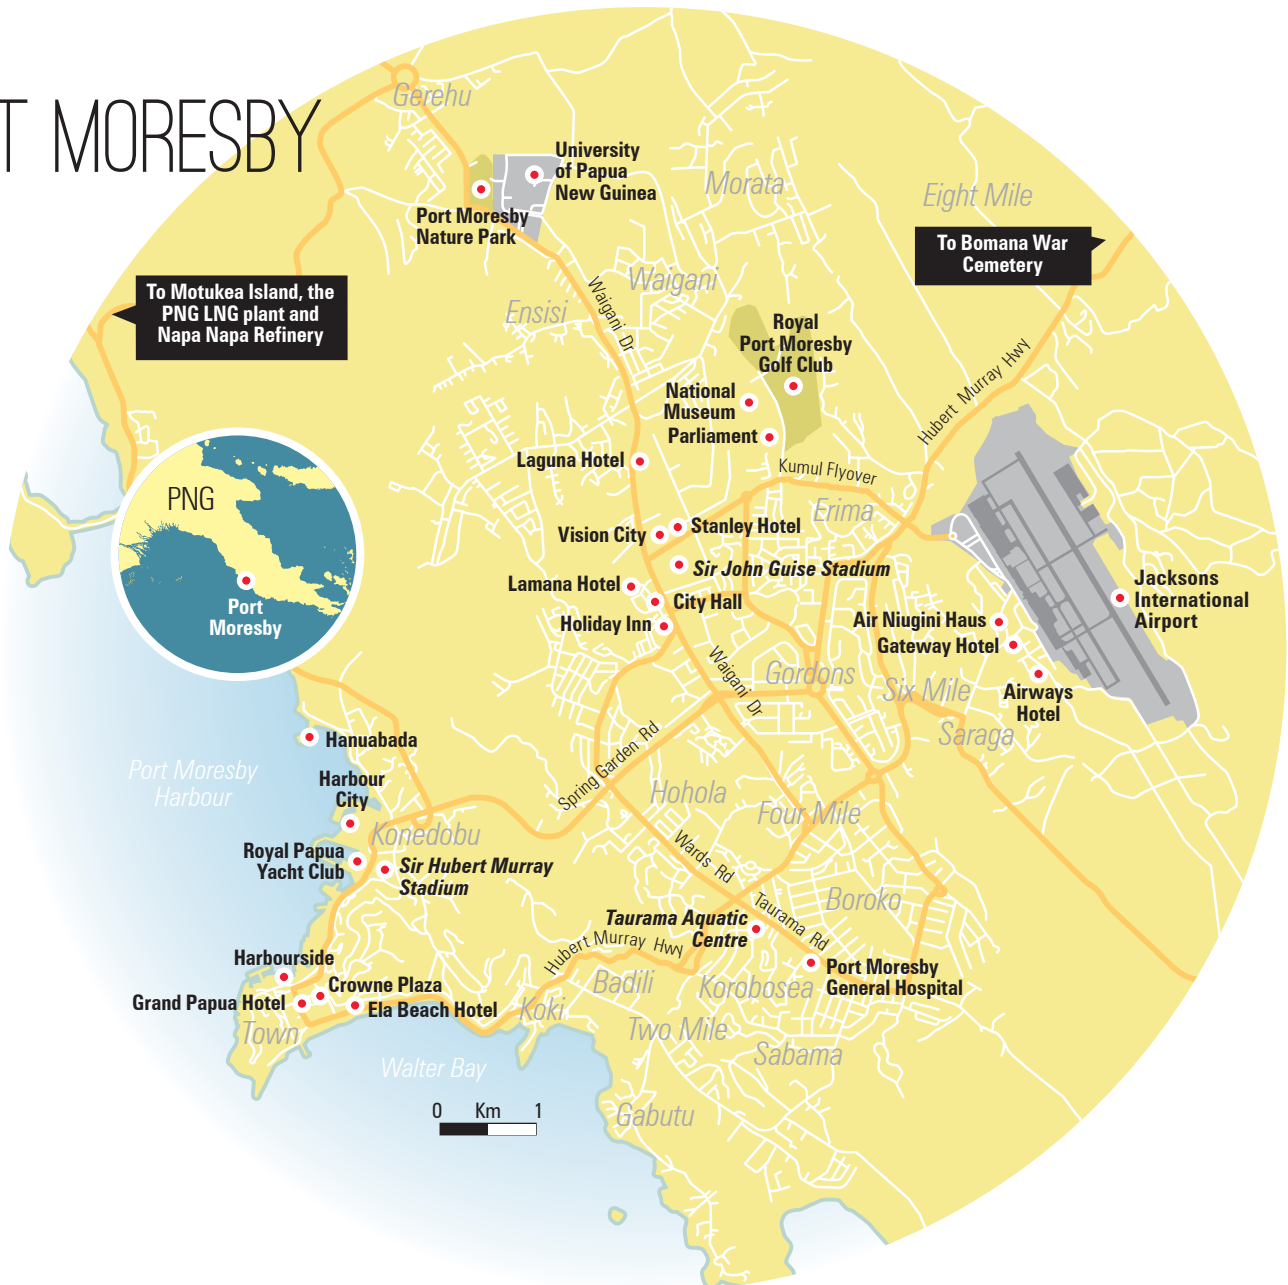 T MORESBY
Gerehu
University
of Papua
New Guinea
Port Moresby
Nature Park
Morata
Eight Mile
To Bomana War
Cemetery
To Motukea Island, the
PNG LNG plant and
Napa Napa Refinery
Waigani
Ensisi
Waigani Dr
Royal
Port Moresby
Golf Club
National
Museum
Parliament
Hubert Murray Hwy
Laguna Hotel
Kumul Flyover
Erima
PNG
Port
Moresby
Vision City
Stanley Hotel
Sir John Guise Stadium
Lamana Hotel
City Hall
Holiday Inn
Jacksons
International
Airport
Air Niugini Haus
Gateway Hotel
Airways
Hotel
Waigani Dr
Gordons
Six Mile
Saraga
Hanuabada
Port Moresby
Harbour
Harbour
City
Spring Garden Rd
Hohola
Four Mile
Konedobu
Royal Papua
Yacht Club
Sir Hubert Murray
Stadium
Wards Rd
Boroko
Taurama Aquatic
Centre
Taurama Rd
Hubert Murray Hwy
Harbourside
Crowne Plaza
Grand Papua Hotel
Ela Beach Hotel
Town
Koki
Badili
Korobosea
Port Moresby
General Hospital
Two Mile
Sabama
Walter Bay
Gabutu
0 Km 1